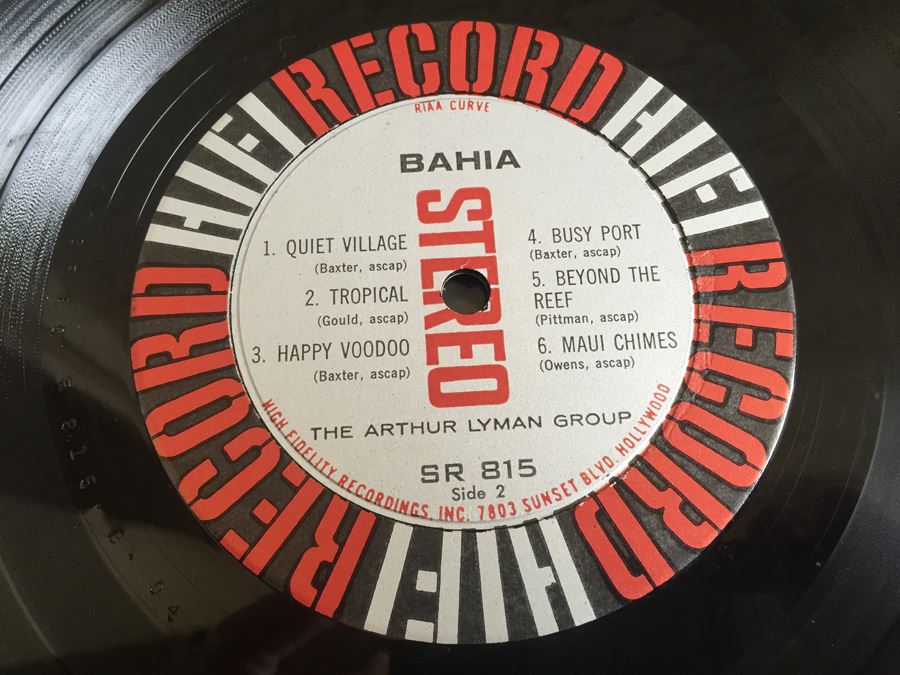 HIFI RECORD HIFI RECORD HIFI RECORD
RIAA CURVE
BAHIA
STEREO
1. QUIET VILLAGE
(Baxter, ascap)
2. TROPICAL
(Gould, ascap)
3. HAPPY VOODOO
(Baxter, ascap)
4. BUSY PORT
(Baxter, ascap)
5. BEYOND THE
REEF
(Pittman, ascap)
6. MAUI CHIMES
(Owens, ascap)
THE ARTHUR LYMAN GROUP
SR 815
Side 2
HIGH FIDELITY RECORDINGS, INC. 7803 SUNSET BLVD. HOLLYWOOD